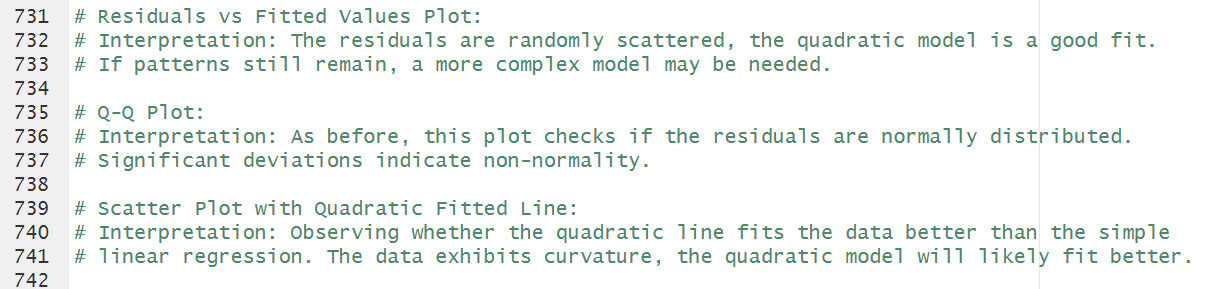 731 # Residuals vs Fitted Values Plot:
732 # Interpretation: The residuals are randomly scattered, the quadratic model is a good fit.
733 # If patterns still remain, a more complex model may be needed.
734
735 # Q-Q Plot:
736 # Interpretation: As before, this plot checks if the residuals are normally distributed.
737 # Significant deviations indicate non-normality.
738
739 # Scatter Plot with Quadratic Fitted Line:
740 # Interpretation: Observing whether the quadratic line fits the data better than the simple
741 # linear regression. The data exhibits curvature, the quadratic model will likely fit better.
742